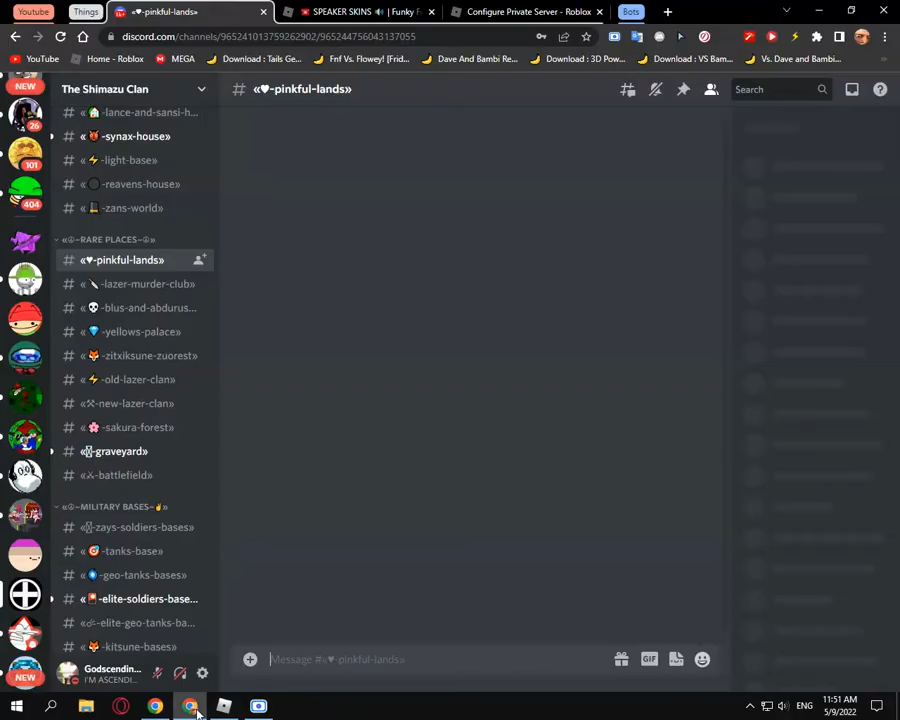 Youtube
Things
«♥-pinkful-lands»
SPEAKER SKINS 🔊 | Funky F
Configure Private Server - Roblox
Bots
discord.com/channels/965241013759262902/965244756043137055
YouTube
Home - Roblox
MEGA
Download : Tails Ge...
Fnf Vs. Flowey! [Frid...
Dave And Bambi Re...
Download : 3D Pow...
Download : VS Bam...
Vs. Dave and Bambi...
The Shimazu Clan
# «♥-pinkful-lands»
Search
NEW
26
101
404
# «🏠-lance-and-sansi-h...
# «👹-synax-house»
# «⚡-light-base»
# «-reavens-house»
# «-zans-world»
«☮~RARE PLACES~☮»
# «♥-pinkful-lands»
# «🔪-lazer-murder-club»
# «💀-blus-and-abdurus...
# «💎-yellows-palace»
# «🦊-zitxiksune-zuorest»
# «⚡-old-lazer-clan»
# «⚒-new-lazer-clan»
# «🌸-sakura-forest»
# «-graveyard»
# «⚔-battlefield»
«☮~MILITARY BASES~✌»
# «-zays-soldiers-bases»
# «🎯-tanks-base»
# «-geo-tanks-bases»
# «-elite-soldiers-base...
# «-elite-geo-tanks-ba...
# «🦊-kitsune-bases»
Message #«♥-pinkful-lands»
GIF
Godscendin...
I'M ASCENDI...
NEW
ENG
11:51 AM
5/9/2022